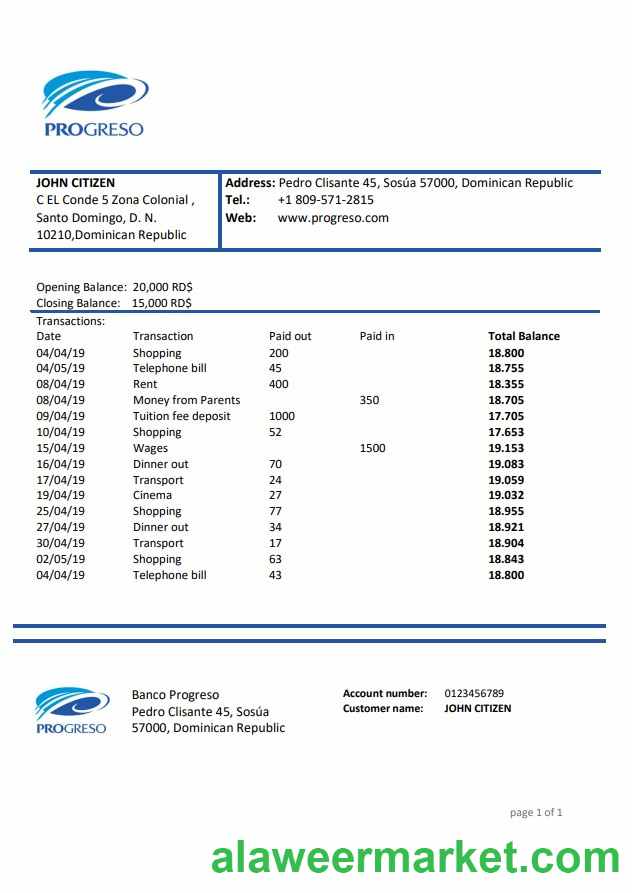 PROGRESO
JOHN CITIZEN
C EL Conde 5 Zona Colonial ,
Santo Domingo, D. N.
10210,Dominican Republic
Address: Pedro Clisante 45, Sosúa 57000, Dominican Republic
Tel.: +1 809-571-2815
Web: www.progreso.com
Opening Balance: 20,000 RD$
Closing Balance: 15,000 RD$
Transactions:
Date Transaction Paid out Paid in Total Balance
04/04/19 Shopping 200 18.800
04/05/19 Telephone bill 45 18.755
08/04/19 Rent 400 18.355
08/04/19 Money from Parents 350 18.705
09/04/19 Tuition fee deposit 1000 17.705
10/04/19 Shopping 52 17.653
15/04/19 Wages 1500 19.153
16/04/19 Dinner out 70 19.083
17/04/19 Transport 24 19.059
19/04/19 Cinema 27 19.032
25/04/19 Shopping 77 18.955
27/04/19 Dinner out 34 18.921
30/04/19 Transport 17 18.904
02/05/19 Shopping 63 18.843
04/04/19 Telephone bill 43 18.800
PROGRESO
Banco Progreso
Pedro Clisante 45, Sosúa
57000, Dominican Republic
Account number: 0123456789
Customer name: JOHN CITIZEN
page 1 of 1
alaweermarket.com